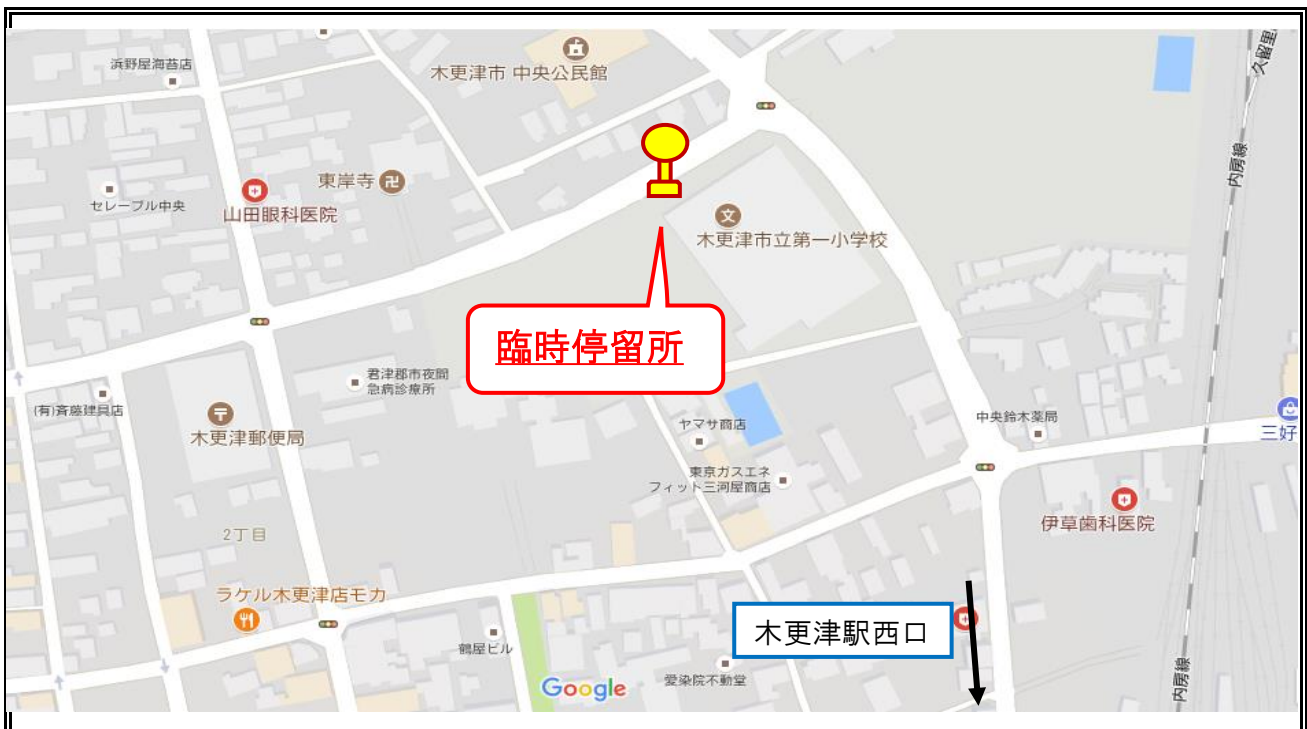 浜野屋海苔店
木更津市 中央公民館
久留里
内房線
東岸寺
セレーブル中央
山田眼科医院
文
木更津市立第一小学校
臨時停留所
君津郡市夜間
急病診療所
(有)斉藤建具店
木更津郵便局
ヤマサ商店
中央鈴木薬局
三好
東京ガスエネ
フィット三河屋商店
伊草歯科医院
2丁目
ラケル木更津店モカ
木更津駅西口
鶴屋ビル
愛染院不動堂
内房線
Google